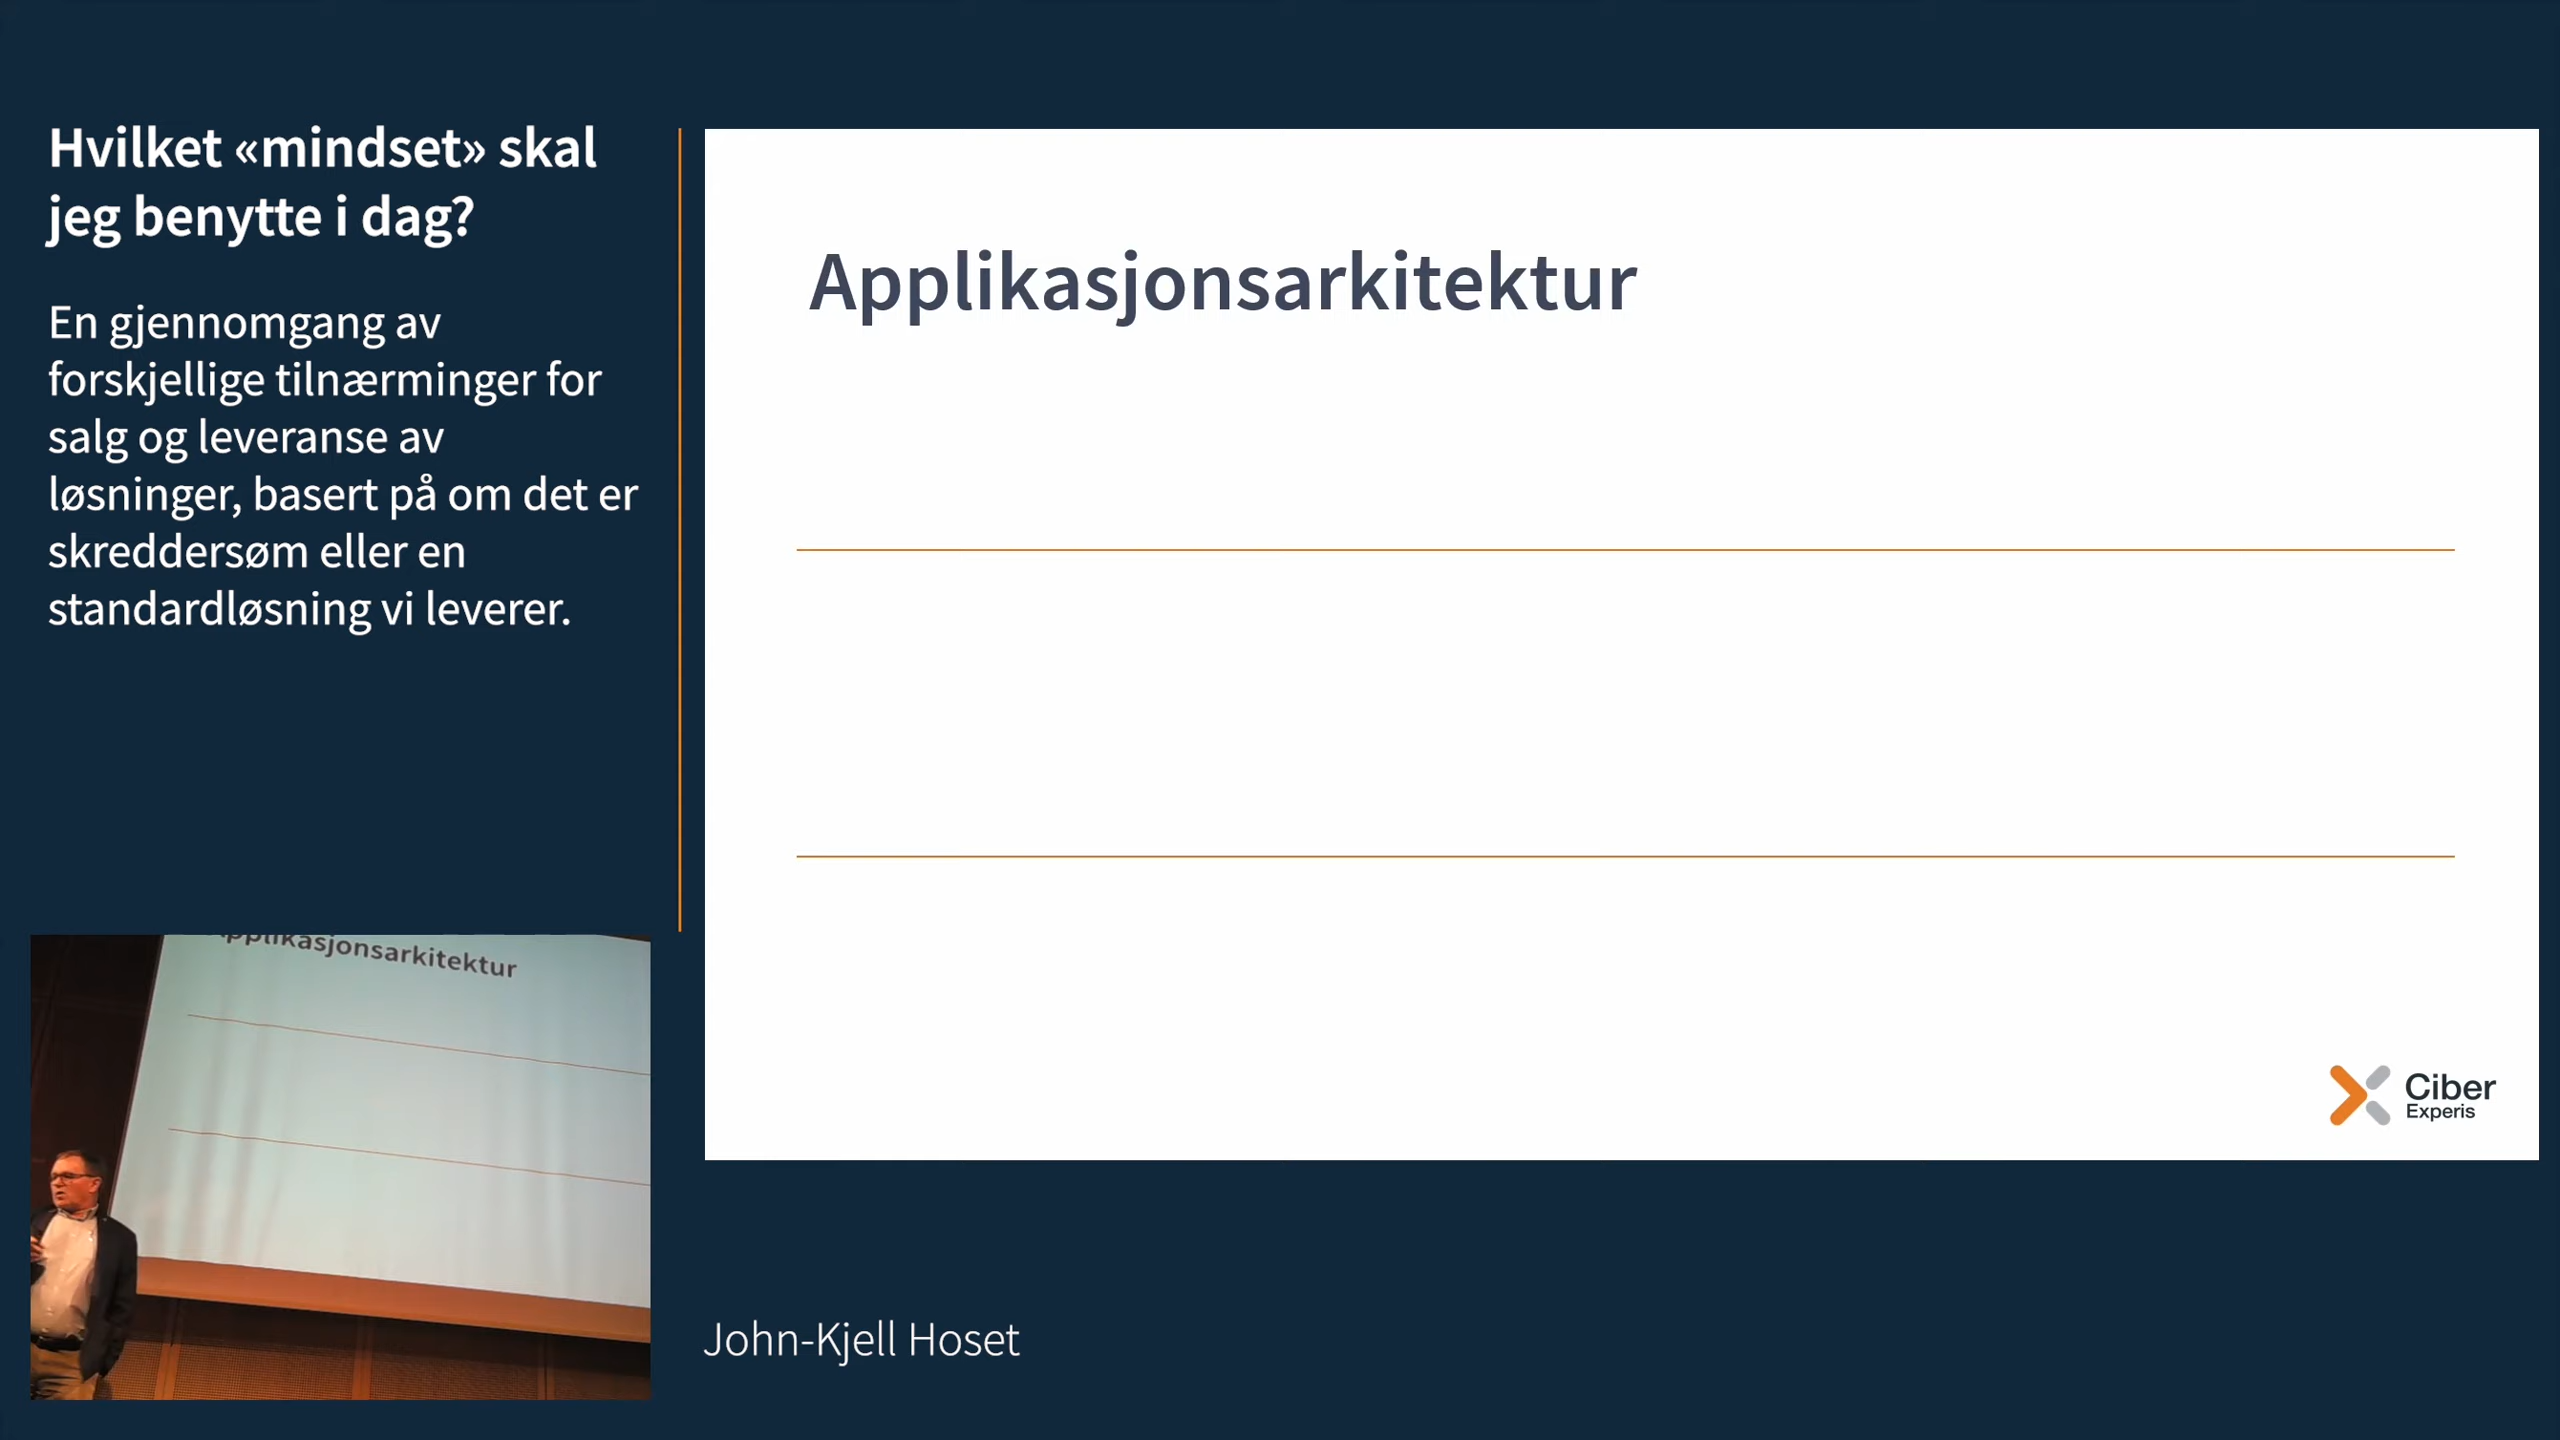 Hvilket «mindset» skal
jeg benytte i dag?
En gjennomgang av
forskjellige tilnærminger for
salg og leveranse av
løsninger, basert på om det er
skreddersøm eller en
standardløsning vi leverer.
Applikasjonsarkitektur
Ciber
Experis
Applikasjonsarkitektur
John-Kjell Hoset